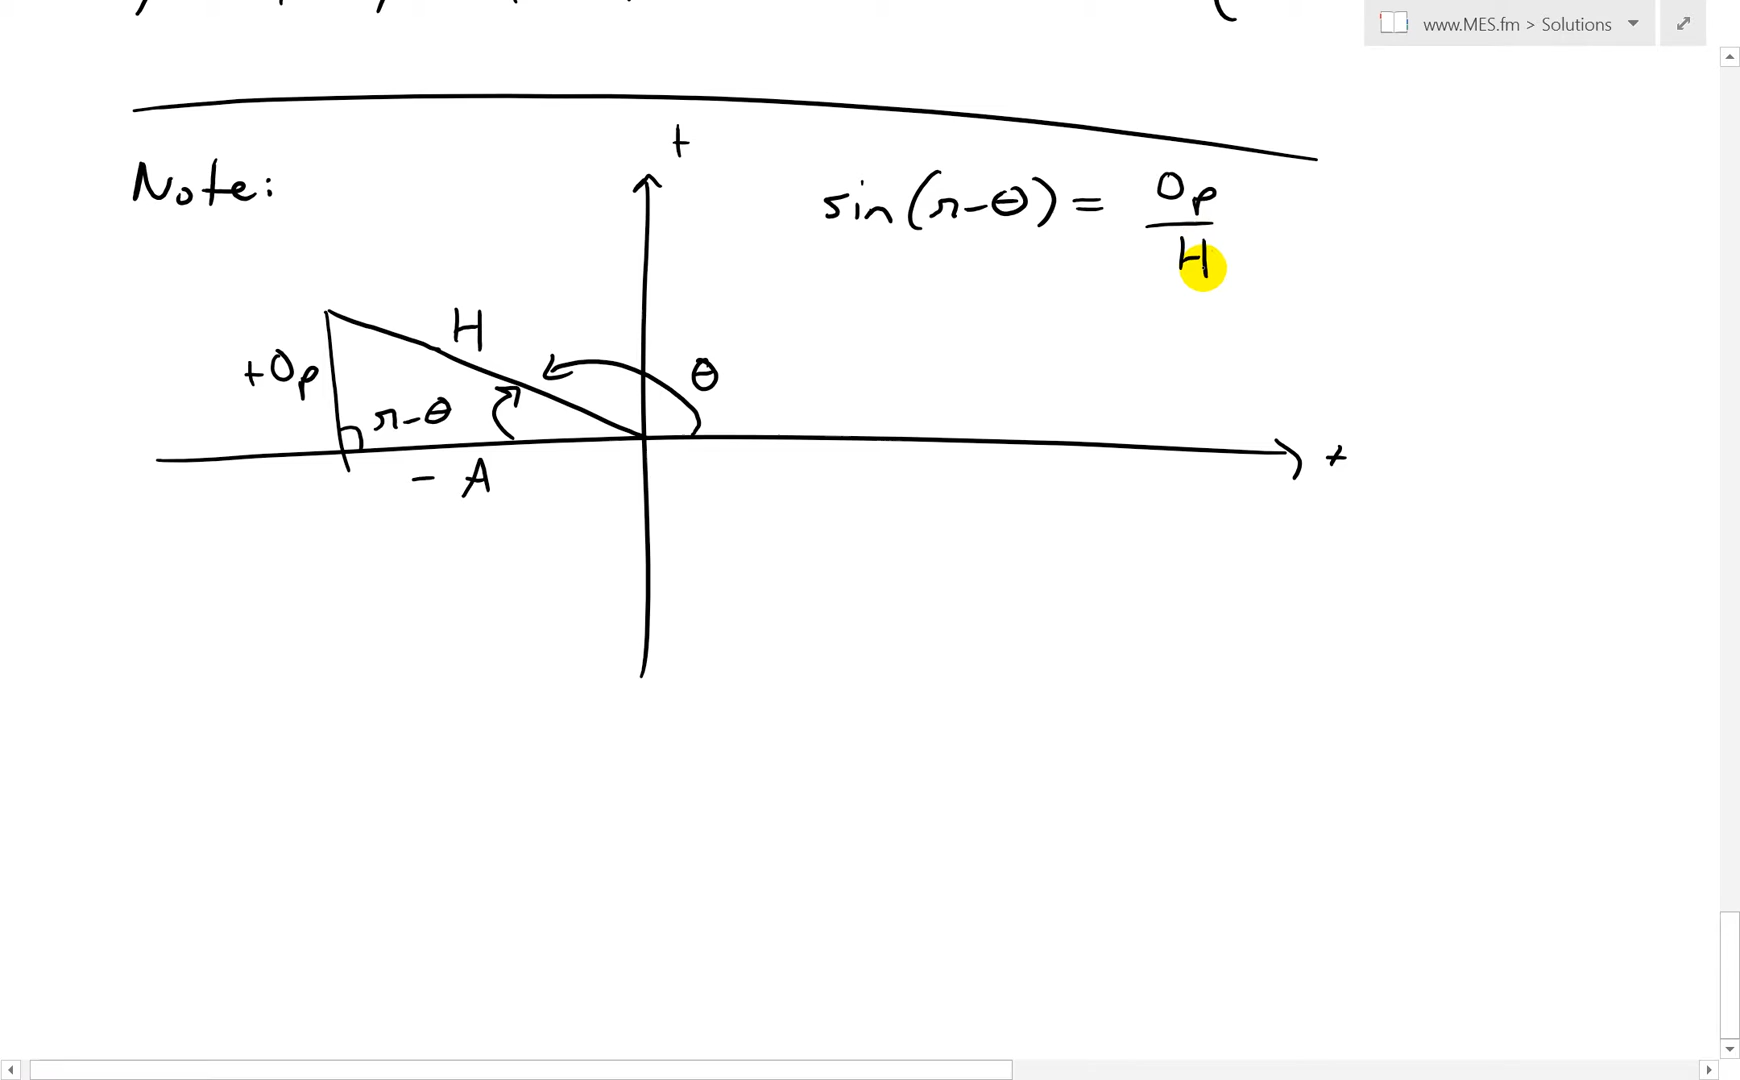 www.MES.fm > Solutions
+
Note:
sin(π-θ) = Op
H
H
+Op
θ
π-θ
- A
+